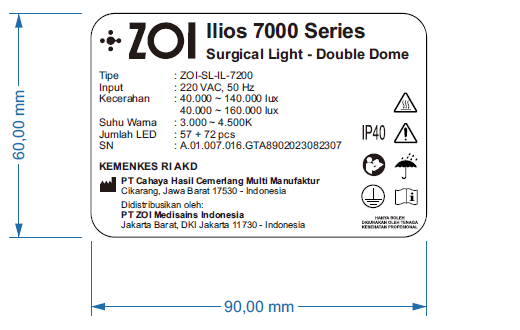 ZOI
Ilios 7000 Series
Surgical Light - Double Dome
Tipe : ZOI-SL-IL-7200
Input : 220 VAC, 50 Hz
Kecerahan : 40.000 ~ 140.000 lux
40.000 ~ 160.000 lux
Suhu Warna : 3.000 ~ 4.500K
Jumlah LED : 57 + 72 pcs
SN : A.01.007.016.GTA8902023082307
IP40
KEMENKES RI AKD
PT Cahaya Hasil Cemerlang Multi Manufaktur
Cikarang, Jawa Barat 17530 - Indonesia
Didistribusikan oleh:
PT ZOI Medisains Indonesia
Jakarta Barat, DKI Jakarta 11730 - Indonesia
HANYA BOLEH
DIGUNAKAN OLEH TENAGA
KESEHATAN PROFESIONAL
60,00 mm
90,00 mm